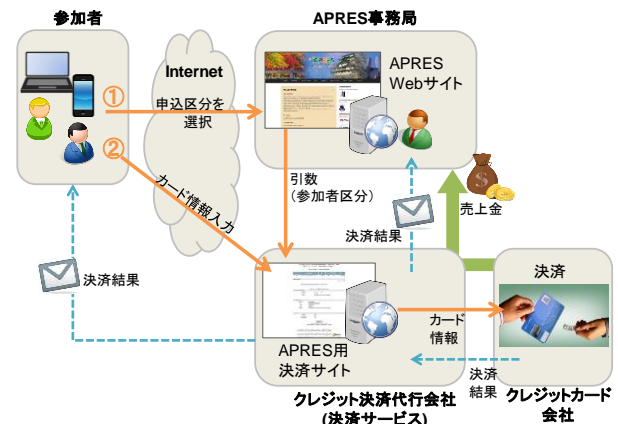 参加者
APRES事務局
Internet
APRES
Webサイト
①
申込区分を
選択
②
カード情報入力
引数
(参加者区分)
売上金
決済結果
決済結果
決済
カード
情報
APRES用
決済サイト
決済
結果
クレジットカード
会社
クレジット決済代行会社
(決済サービス)